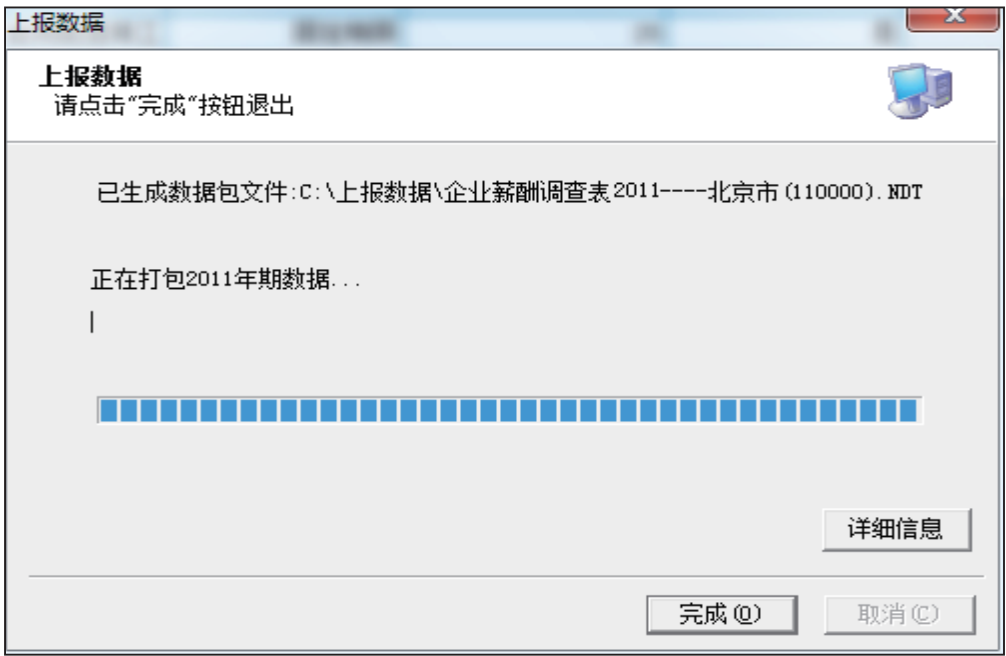 上报数据
上报数据
请点击“完成“按钮退出
已生成数据包文件:C:\上报数据\企业薪酬调查表2011----北京市(110000).NDT
正在打包2011年期数据...
详细信息
完成(O)
取消(C)